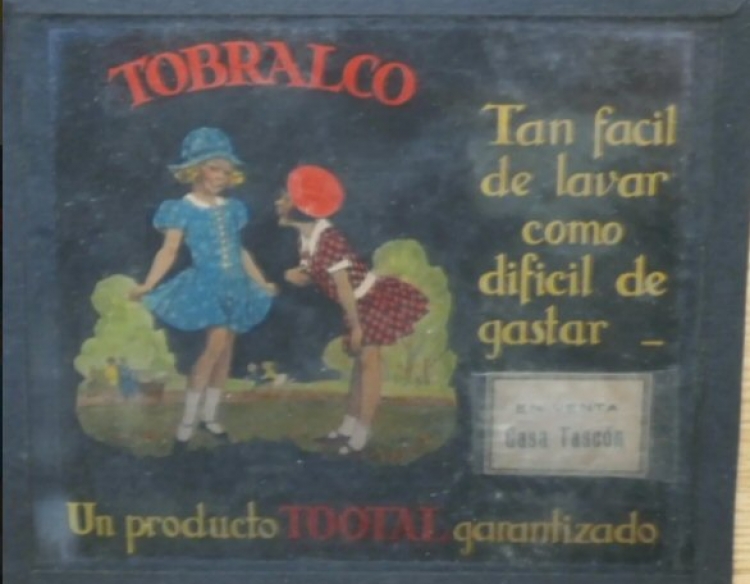 TOBRALCO
Tan facil
de lavar
como
dificil de
gastar _
EN VENTA
Casa Tascón
Un producto TOOTAL garantizado